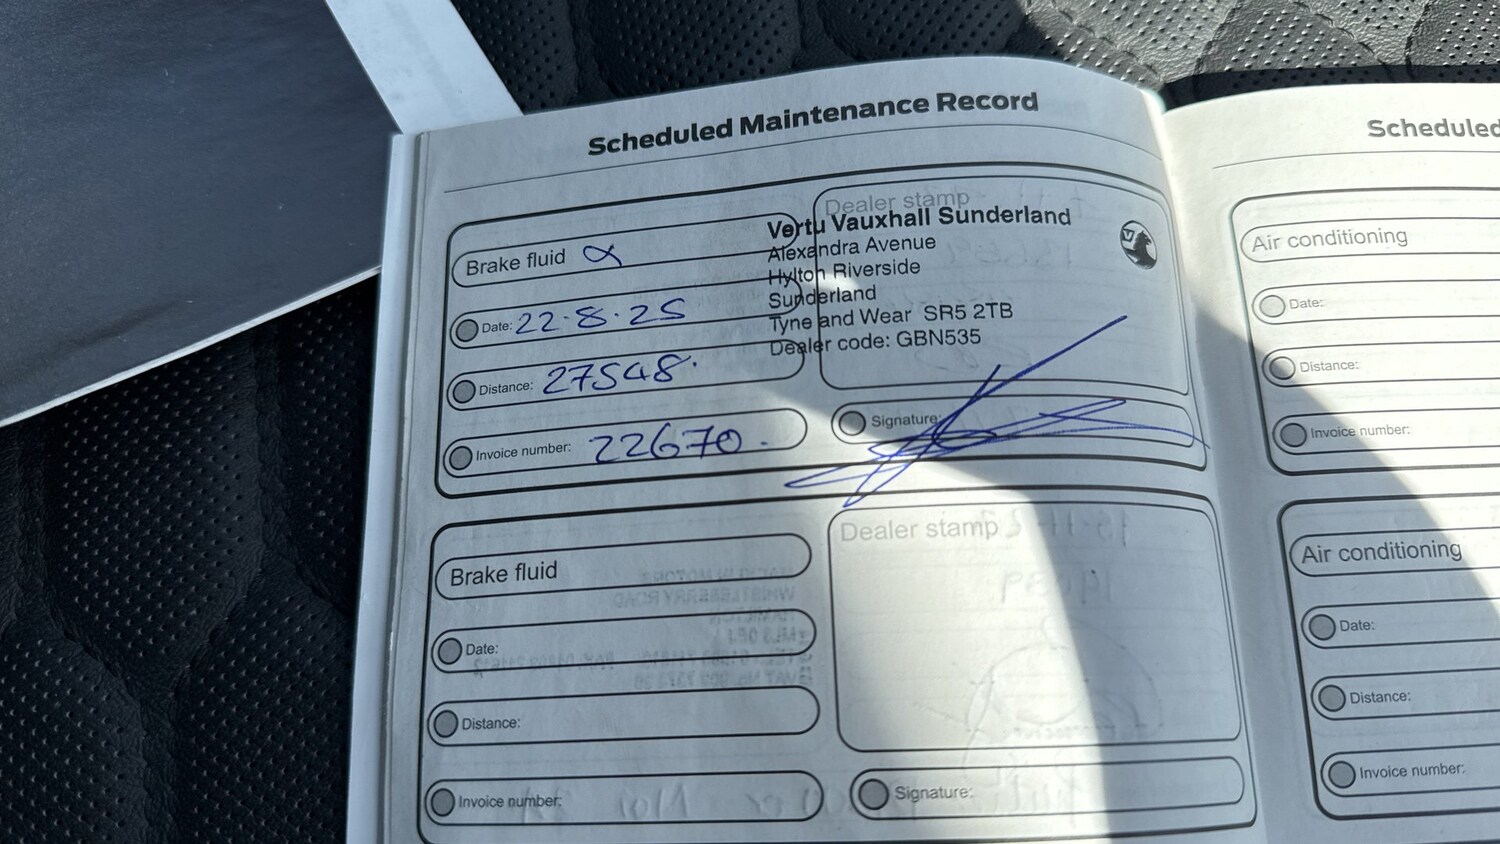 Scheduled Maintenance Record
Brake fluid
Date: 22.8.25
Distance: 27548.
Invoice number: 22670.
Dealer stamp
Vertu Vauxhall Sunderland
Alexandra Avenue
Hylton Riverside
Sunderland
Tyne and Wear SR5 2TB
Dealer code: GBN535
Signature:
Brake fluid
Date:
Distance:
Invoice number:
Dealer stamp
Signature:
Scheduled
Air conditioning
Date:
Distance:
Invoice number:
Air conditioning
Date:
Distance:
Invoice number: